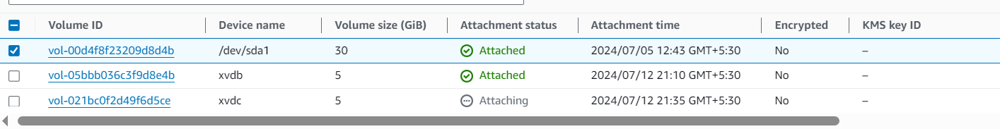 Volume ID Device name Volume size (GiB) Attachment status Attachment time Encrypted KMS key ID
vol-00d4f8f23209d8d4b /dev/sda1 30 Attached 2024/07/05 12:43 GMT+5:30 No –
vol-05bbb036c3f9d8e4b xvdb 5 Attached 2024/07/12 21:10 GMT+5:30 No –
vol-021bc0f2d49f6d5ce xvdc 5 Attaching 2024/07/12 21:35 GMT+5:30 No –